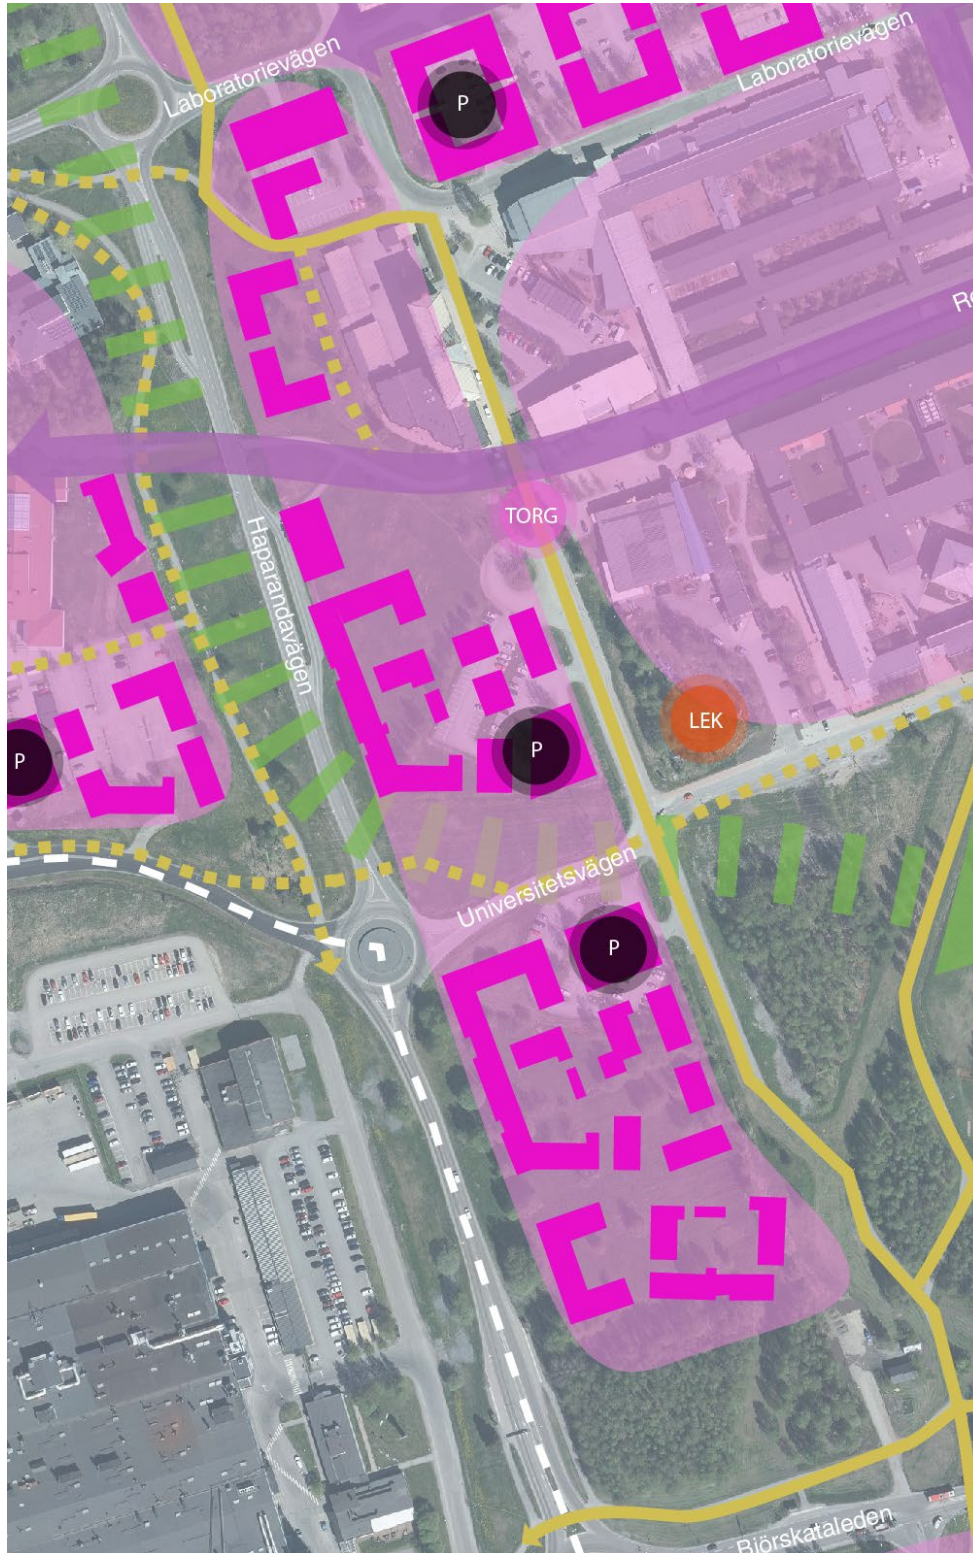 Laboratorievägen
Laboratorievägen
P
TORG
Haparandavägen
LEK
P
P
Universitetsvägen
P
Björskataleden